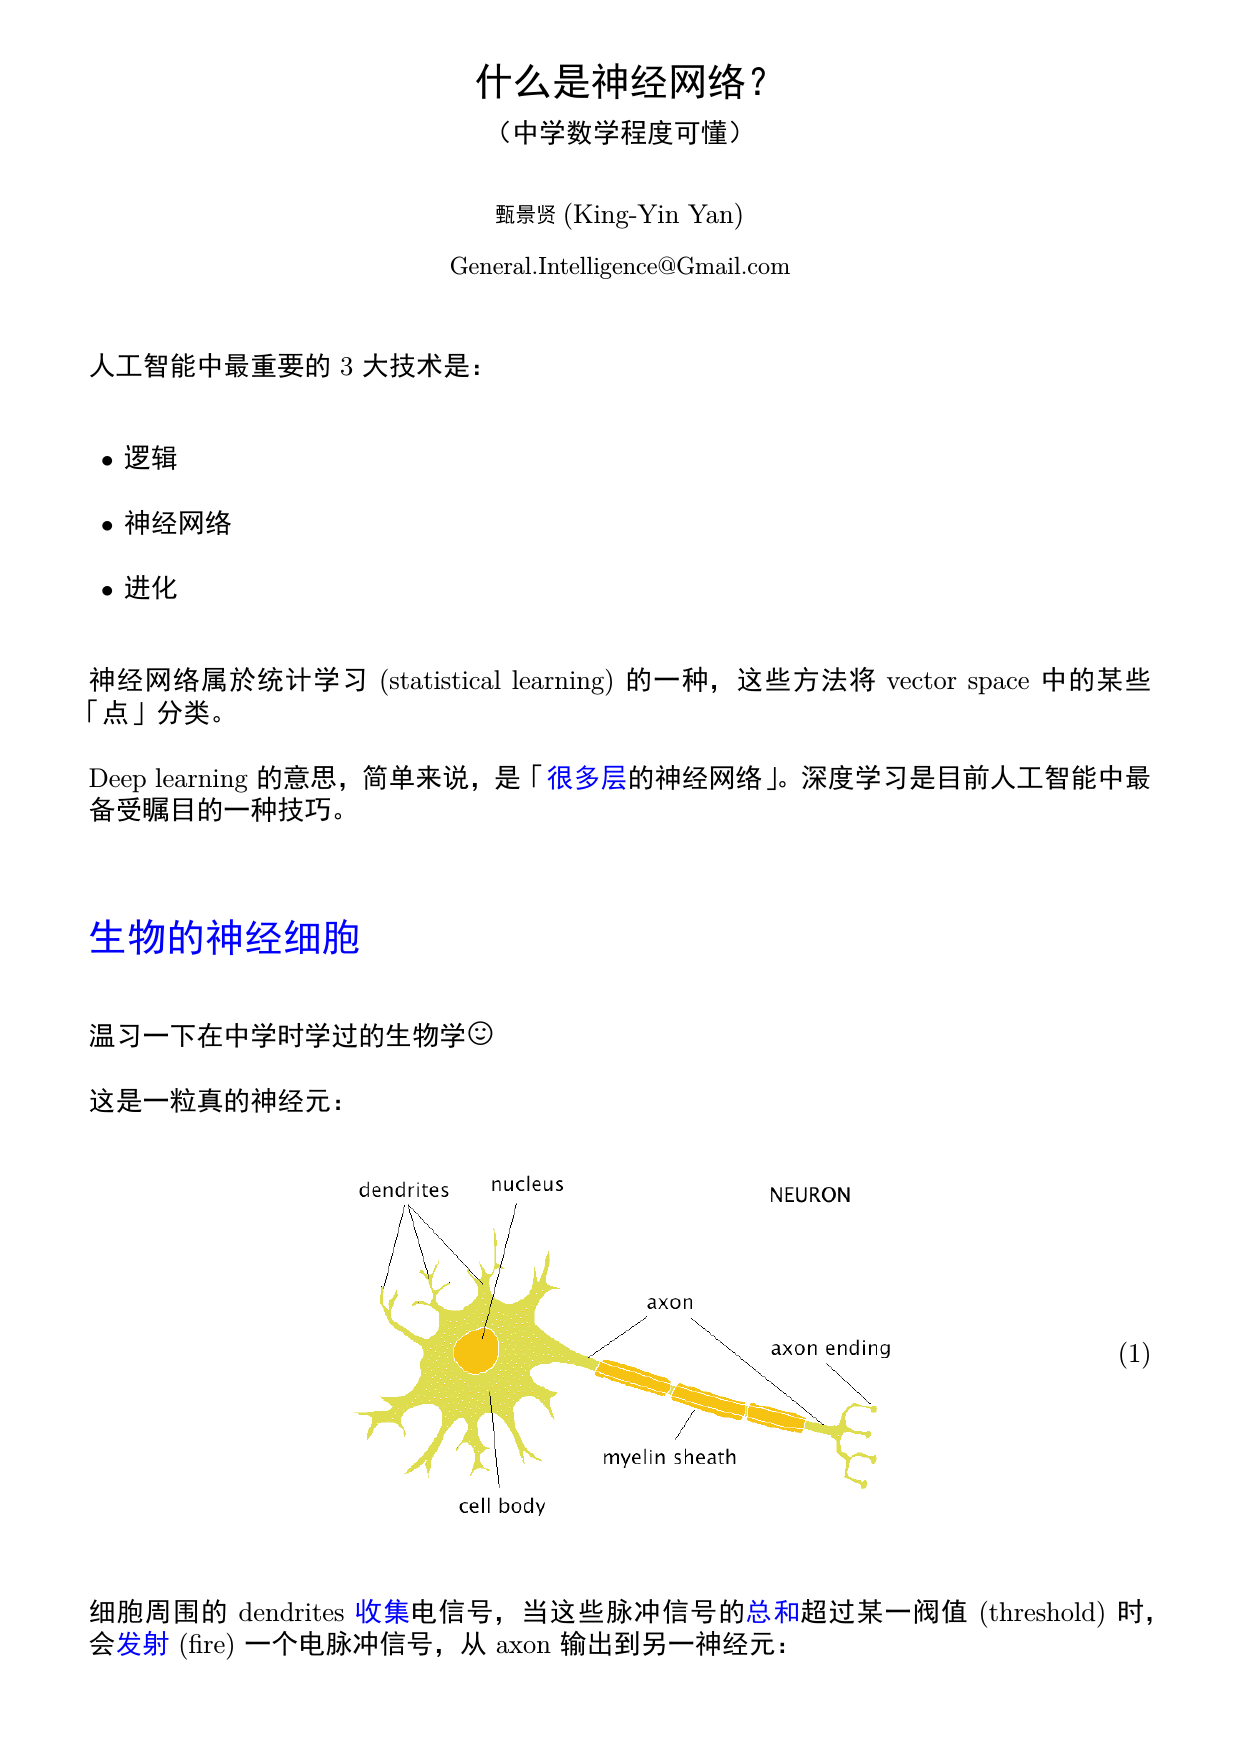 什么是神经网络？
（中学数学程度可懂）
甄景贤 (King-Yin Yan)
General.Intelligence@Gmail.com
人工智能中最重要的 3 大技术是：
• 逻辑
• 神经网络
• 进化
神经网络属於统计学习 (statistical learning) 的一种，这些方法将 vector space 中的某些
「点」分类。
Deep learning 的意思，简单来说，是「很多层的神经网络」。深度学习是目前人工智能中最
备受瞩目的一种技巧。
生物的神经细胞
温习一下在中学时学过的生物学☺
这是一粒真的神经元：
dendrites
nucleus
NEURON
axon
axon ending
(1)
myelin sheath
cell body
细胞周围的 dendrites 收集电信号，当这些脉冲信号的总和超过某一阀值 (threshold) 时，
会发射 (fire) 一个电脉冲信号，从 axon 输出到另一神经元：